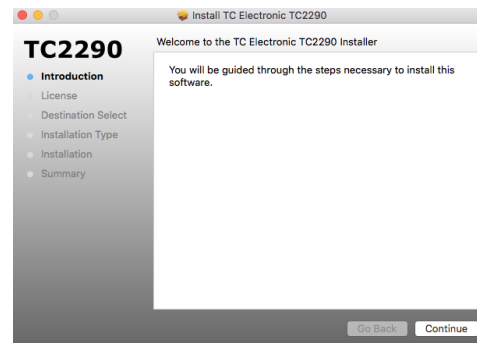 Install TC Electronic TC2290
TC2290
Welcome to the TC Electronic TC2290 Installer
Introduction
License
Destination Select
Installation Type
Installation
Summary
You will be guided through the steps necessary to install this
software.
Go Back
Continue